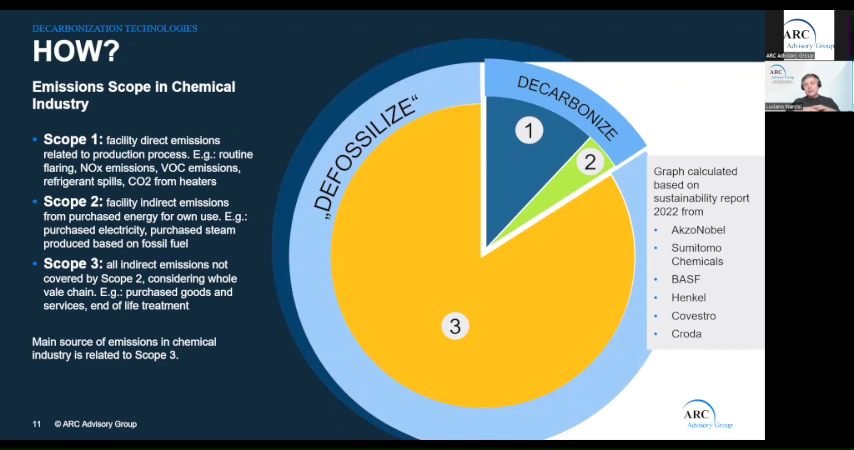 DECARBONIZATION TECHNOLOGIES
HOW?
Emissions Scope in Chemical
Industry
• Scope 1: facility direct emissions
related to production process. E.g.: routine
flaring, NOx emissions, VOC emissions,
refrigerant spills, CO2 from heaters
• Scope 2: facility indirect emissions
from purchased energy for own use. E.g.:
purchased electricity, purchased steam
produced based on fossil fuel
• Scope 3: all indirect emissions not
covered by Scope 2, considering whole
vale chain. E.g.: purchased goods and
services, end of life treatment
Main source of emissions in chemical
industry is related to Scope 3.
11 © ARC Advisory Group
„DEFOSSILIZE“
DECARBONIZE
1
2
3
Graph calculated
based on
sustainability report
2022 from
• AkzoNobel
• Sumitomo
Chemicals
• BASF
• Henkel
• Covestro
• Croda
ARC
Advisory Group
ARC
Advisory Group
ARC Advisory Group
ARC
Luciano Narcisi